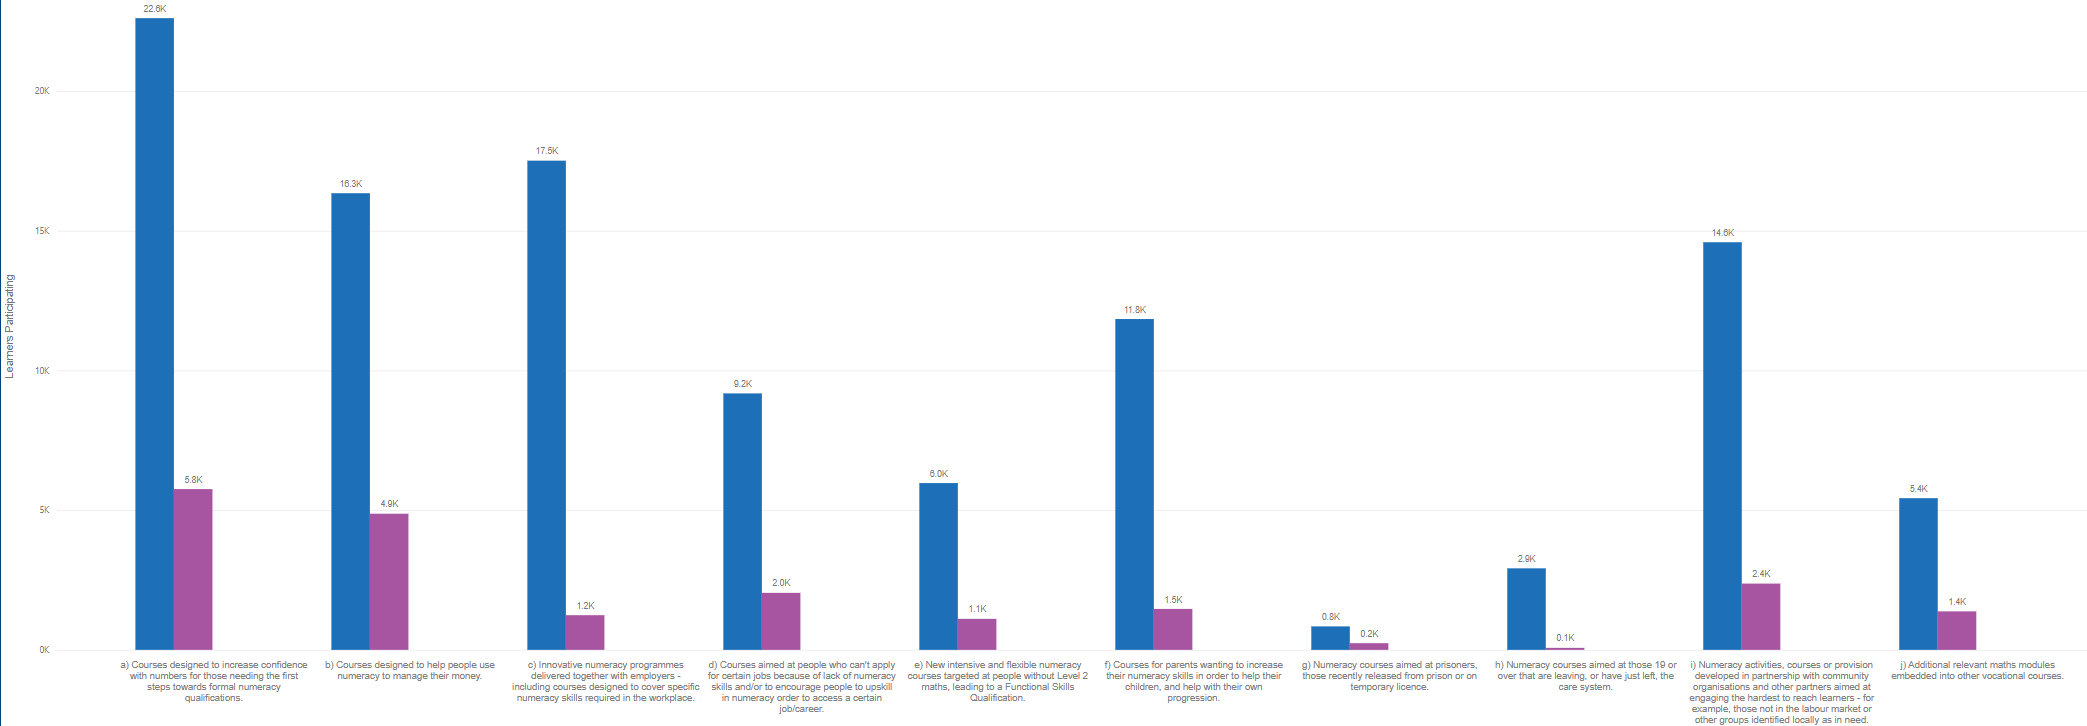 22.6K
20K
17.5K
16.3K
15K
14.6K
11.8K
10K
9.2K
6.0K
5.8K
5K
4.9K
5.4K
2.9K
2.4K
2.0K
1.5K
1.4K
1.2K
1.1K
0.8K
0.2K
0.1K
0K
Learners Participating
a) Courses designed to increase confidence
with numbers for those needing the first
steps towards formal numeracy
qualifications.
b) Courses designed to help people use
numeracy to manage their money.
c) Innovative numeracy programmes
delivered together with employers -
including courses designed to cover specific
numeracy skills required in the workplace.
d) Courses aimed at people who can't apply
for certain jobs because of lack of numeracy
skills and/or to encourage people to upskill
in numeracy order to access a certain
job/career.
e) New intensive and flexible numeracy
courses targeted at people without Level 2
maths, leading to a Functional Skills
Qualification.
f) Courses for parents wanting to increase
their numeracy skills in order to help their
children, and help with their own
progression.
g) Numeracy courses aimed at prisoners,
those recently released from prison or on
temporary licence.
h) Numeracy courses aimed at those 19 or
over that are leaving, or have just left, the
care system.
i) Numeracy activities, courses or provision
developed in partnership with community
organisations and other partners aimed at
engaging the hardest to reach learners - for
example, those not in the labour market or
other groups identified locally as in need.
j) Additional relevant maths modules
embedded into other vocational courses.